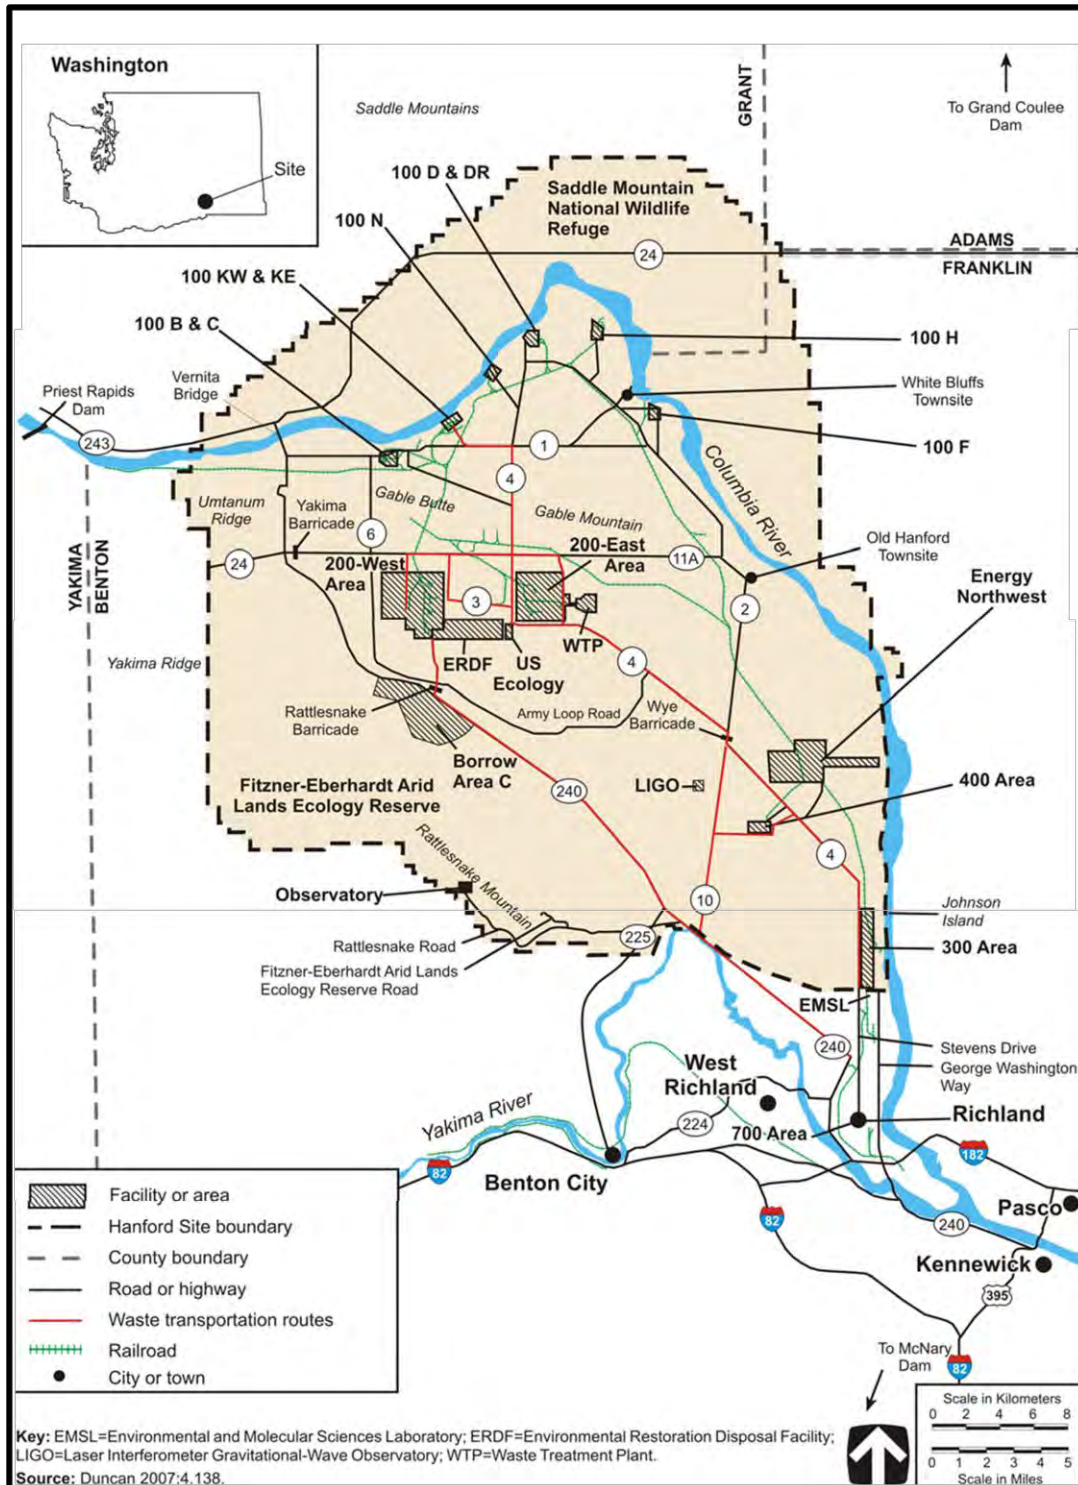 Washington
Site
Saddle Mountains
GRANT
To Grand Coulee
Dam
100 D & DR
Saddle Mountain
National Wildlife
Refuge
100 N
ADAMS
FRANKLIN
24
100 KW & KE
100 B & C
100 H
Vernita
Bridge
Priest Rapids
Dam
White Bluffs
Townsite
243
1
100 F
4
Columbia River
Gable Butte
Umtanum
Ridge
Yakima
Barricade
6
Gable Mountain
Old Hanford
Townsite
24
200-West
Area
200-East
Area
11A
Energy
Northwest
YAKIMA
BENTON
3
2
WTP
Yakima Ridge
ERDF
US
Ecology
4
Rattlesnake
Barricade
Army Loop Road
Wye
Barricade
Borrow
Area C
Fitzner-Eberhardt Arid
Lands Ecology Reserve
240
LIGO
400 Area
4
Rattlesnake Mountain
Observatory
10
Johnson
Island
Rattlesnake Road
225
300 Area
Fitzner-Eberhardt Arid Lands
Ecology Reserve Road
EMSL
240
Stevens Drive
George Washington
Way
West
Richland
Yakima River
224
700 Area
Richland
82
182
Benton City
82
240
Pasco
Kennewick
395
To McNary
Dam
82
Facility or area
Hanford Site boundary
County boundary
Road or highway
Waste transportation routes
Railroad
City or town
Scale in Kilometers
0 2 4 6 8
0 1 2 3 4 5
Scale in Miles
Key: EMSL=Environmental and Molecular Sciences Laboratory; ERDF=Environmental Restoration Disposal Facility;
LIGO=Laser Interferometer Gravitational-Wave Observatory; WTP=Waste Treatment Plant.
Source: Duncan 2007:4.138.